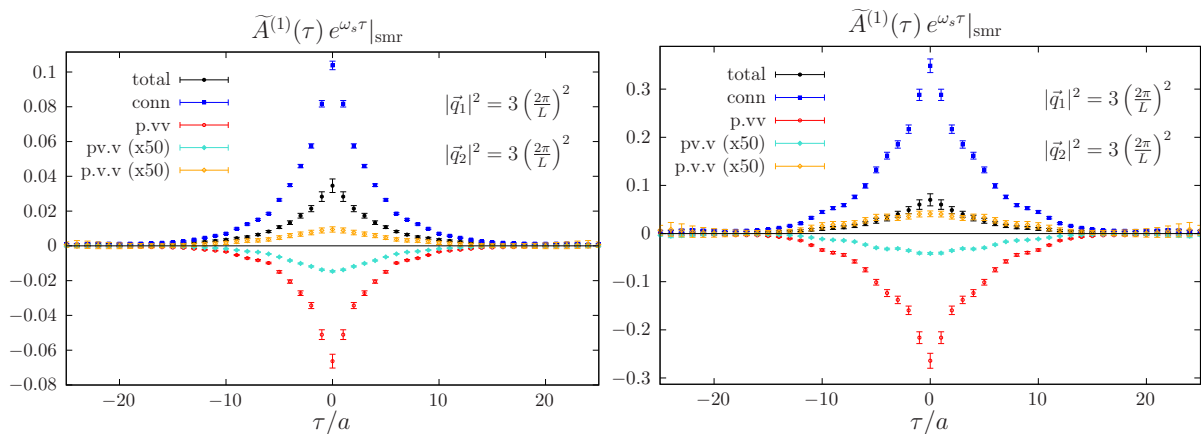 Ã⁽¹⁾(τ) e^{ω_s τ}|_smr
0.1
0.08
0.06
0.04
0.02
0
−0.02
−0.04
−0.06
−0.08
total
conn
p.vv
pv.v (x50)
p.v.v (x50)
|q⃗₁|² = 3 (2π/L)²
|q⃗₂|² = 3 (2π/L)²
−20 −10 0 10 20
τ/a
Ã⁽¹⁾(τ) e^{ω_s τ}|_smr
0.3
0.2
0.1
0
−0.1
−0.2
−0.3
total
conn
p.vv
pv.v (x50)
p.v.v (x50)
|q⃗₁|² = 3 (2π/L)²
|q⃗₂|² = 3 (2π/L)²
−20 −10 0 10 20
τ/a